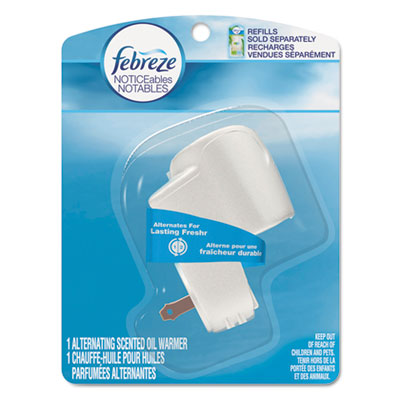 febreze
NOTICEables
NOTABLES
REFILLS
SOLD SEPARATELY
RECHARGES
VENDUES SÉPARÉMENT
Alternates For
Lasting Freshr
Alterne pour une
fraîcheur durable
1 ALTERNATING SCENTED OIL WARMER
1 CHAUFFE-HUILE POUR HUILES
PARFUMÉES ALTERNANTES
KEEP OUT
OF REACH OF
CHILDREN AND PETS.
TENIR HORS DE LA
PORTÉE DES ENFANTS
ET DES ANIMAUX.